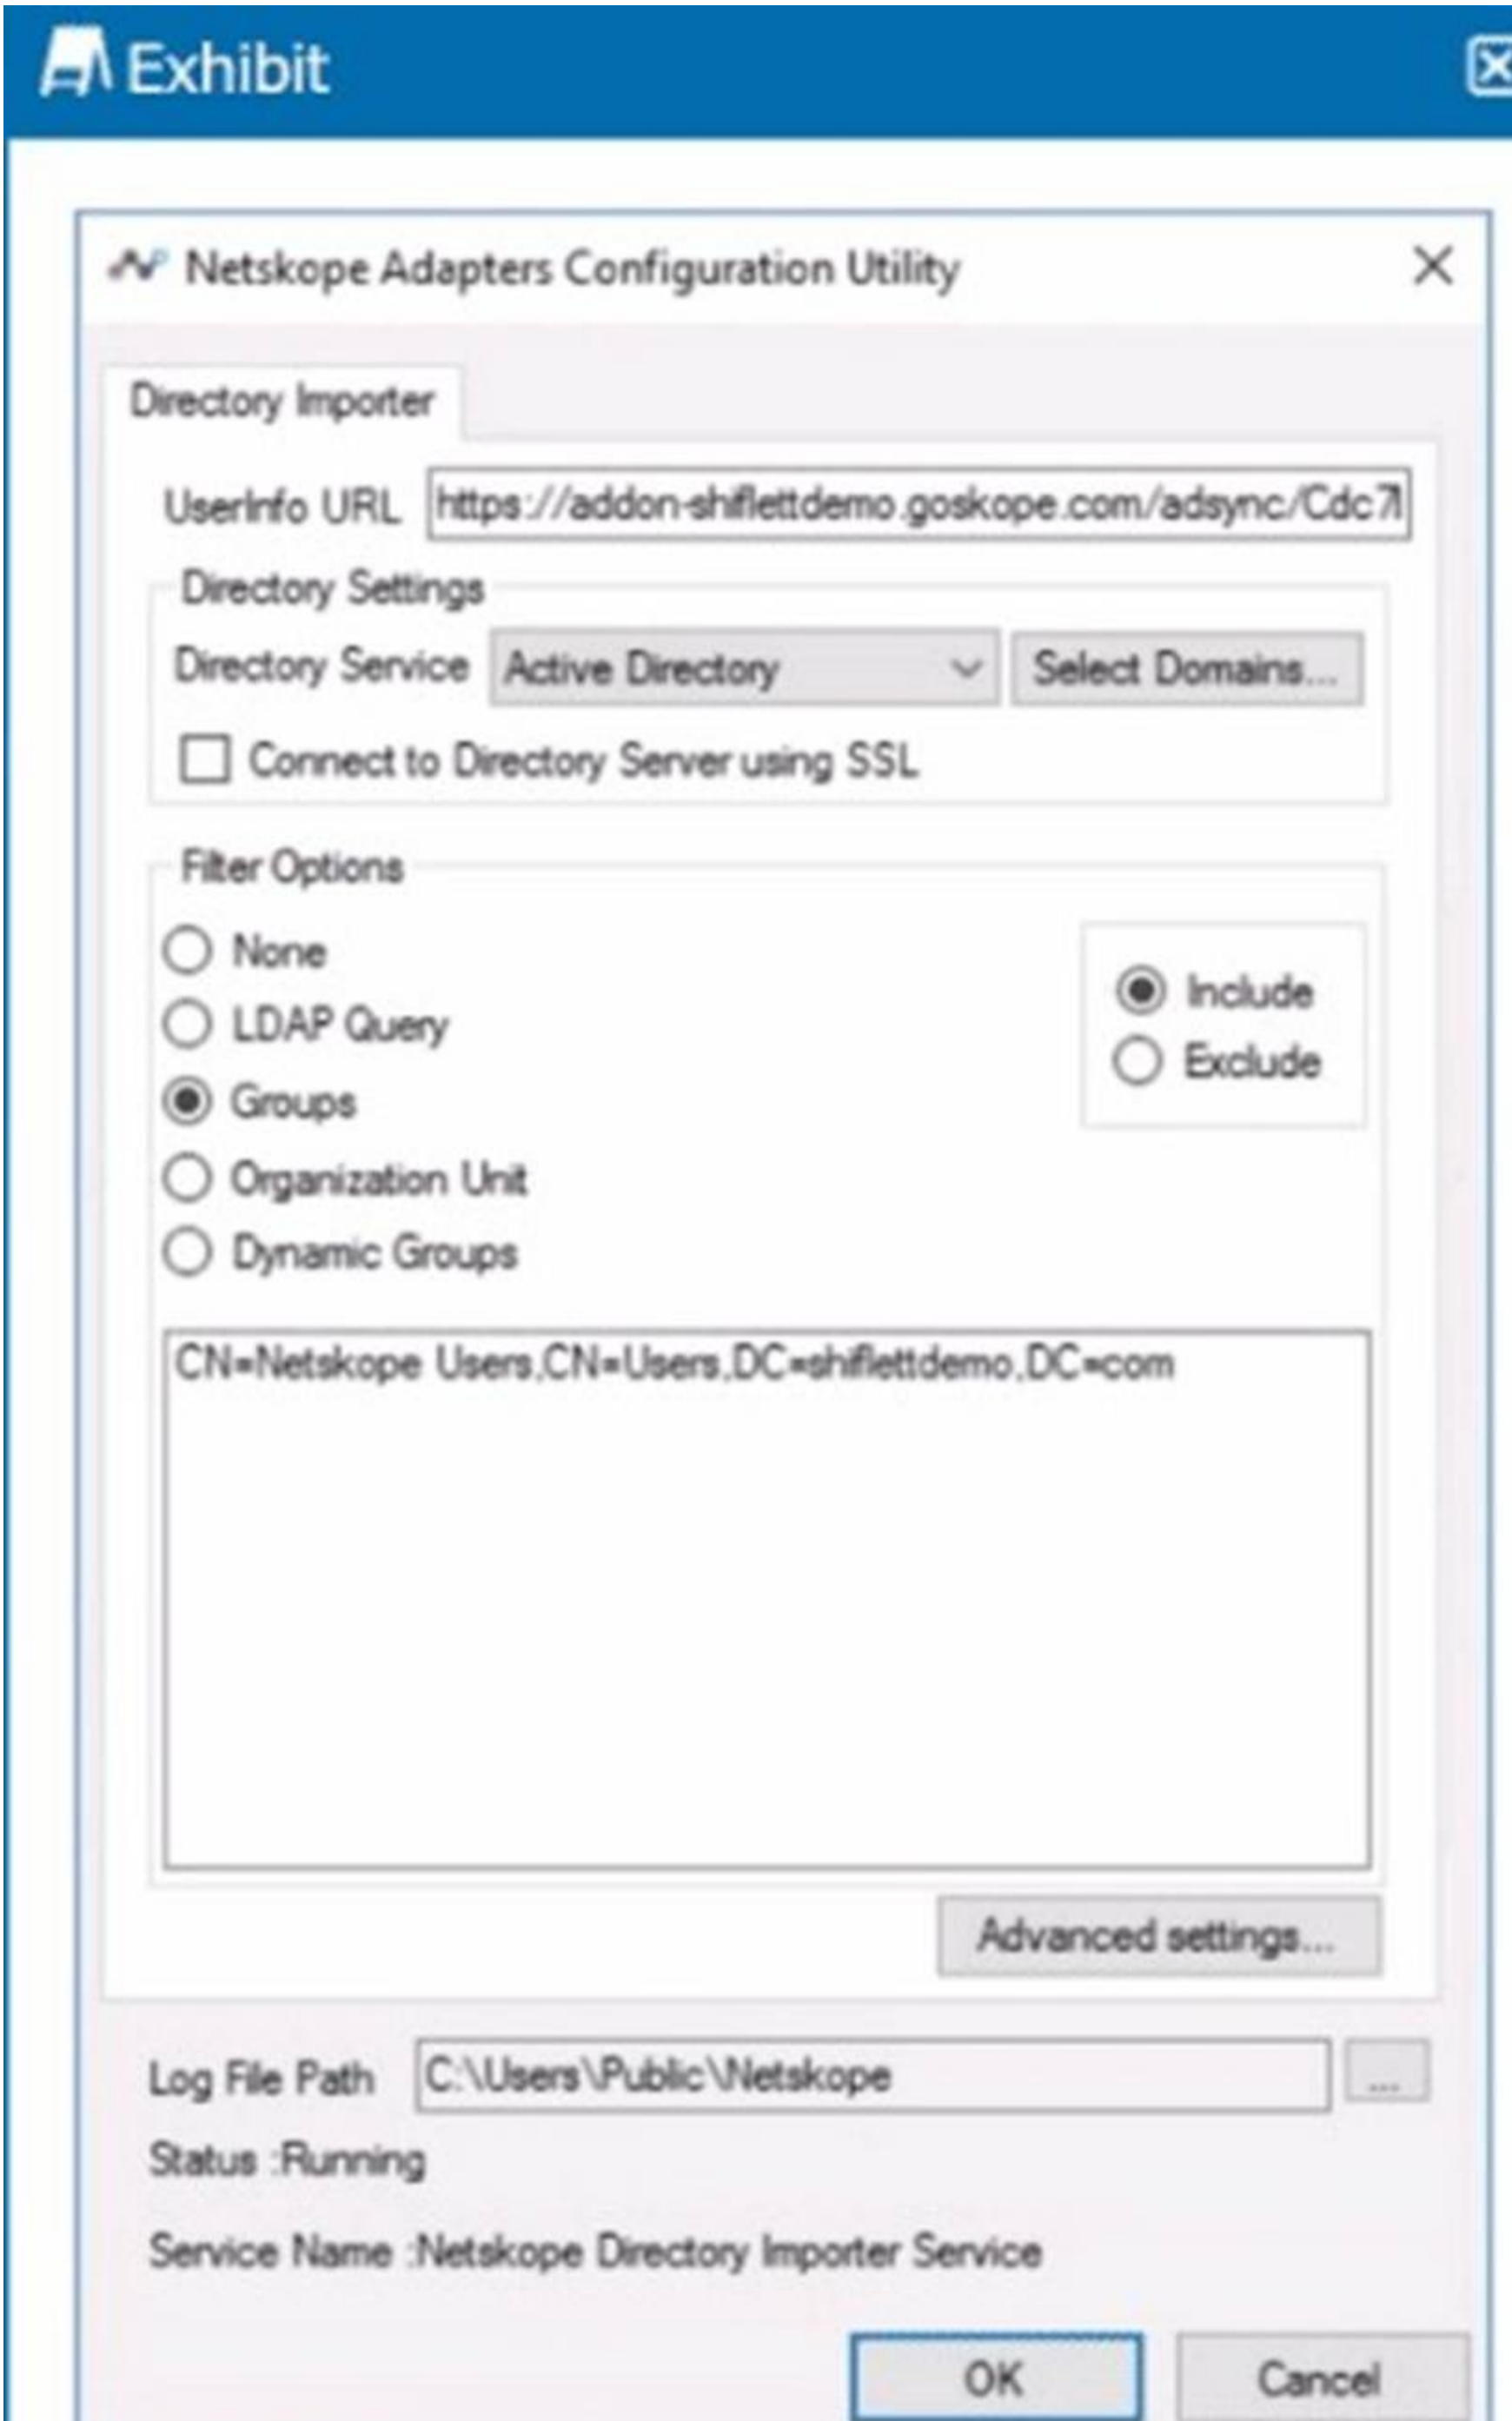 Exhibit
Netskope Adapters Configuration Utility
Directory Importer
UserInfo URL https://addon-shiflettdemo.goskope.com/adsync/Cdc7
Directory Settings
Directory Service Active Directory Select Domains...
Connect to Directory Server using SSL
Filter Options
None
Include
LDAP Query
Exclude
Groups
Organization Unit
Dynamic Groups
CN=Netskope Users,CN=Users,DC=shiflettdemo,DC=com
Advanced settings...
Log File Path C:\Users\Public\Netskope ...
Status :Running
Service Name :Netskope Directory Importer Service
OK Cancel